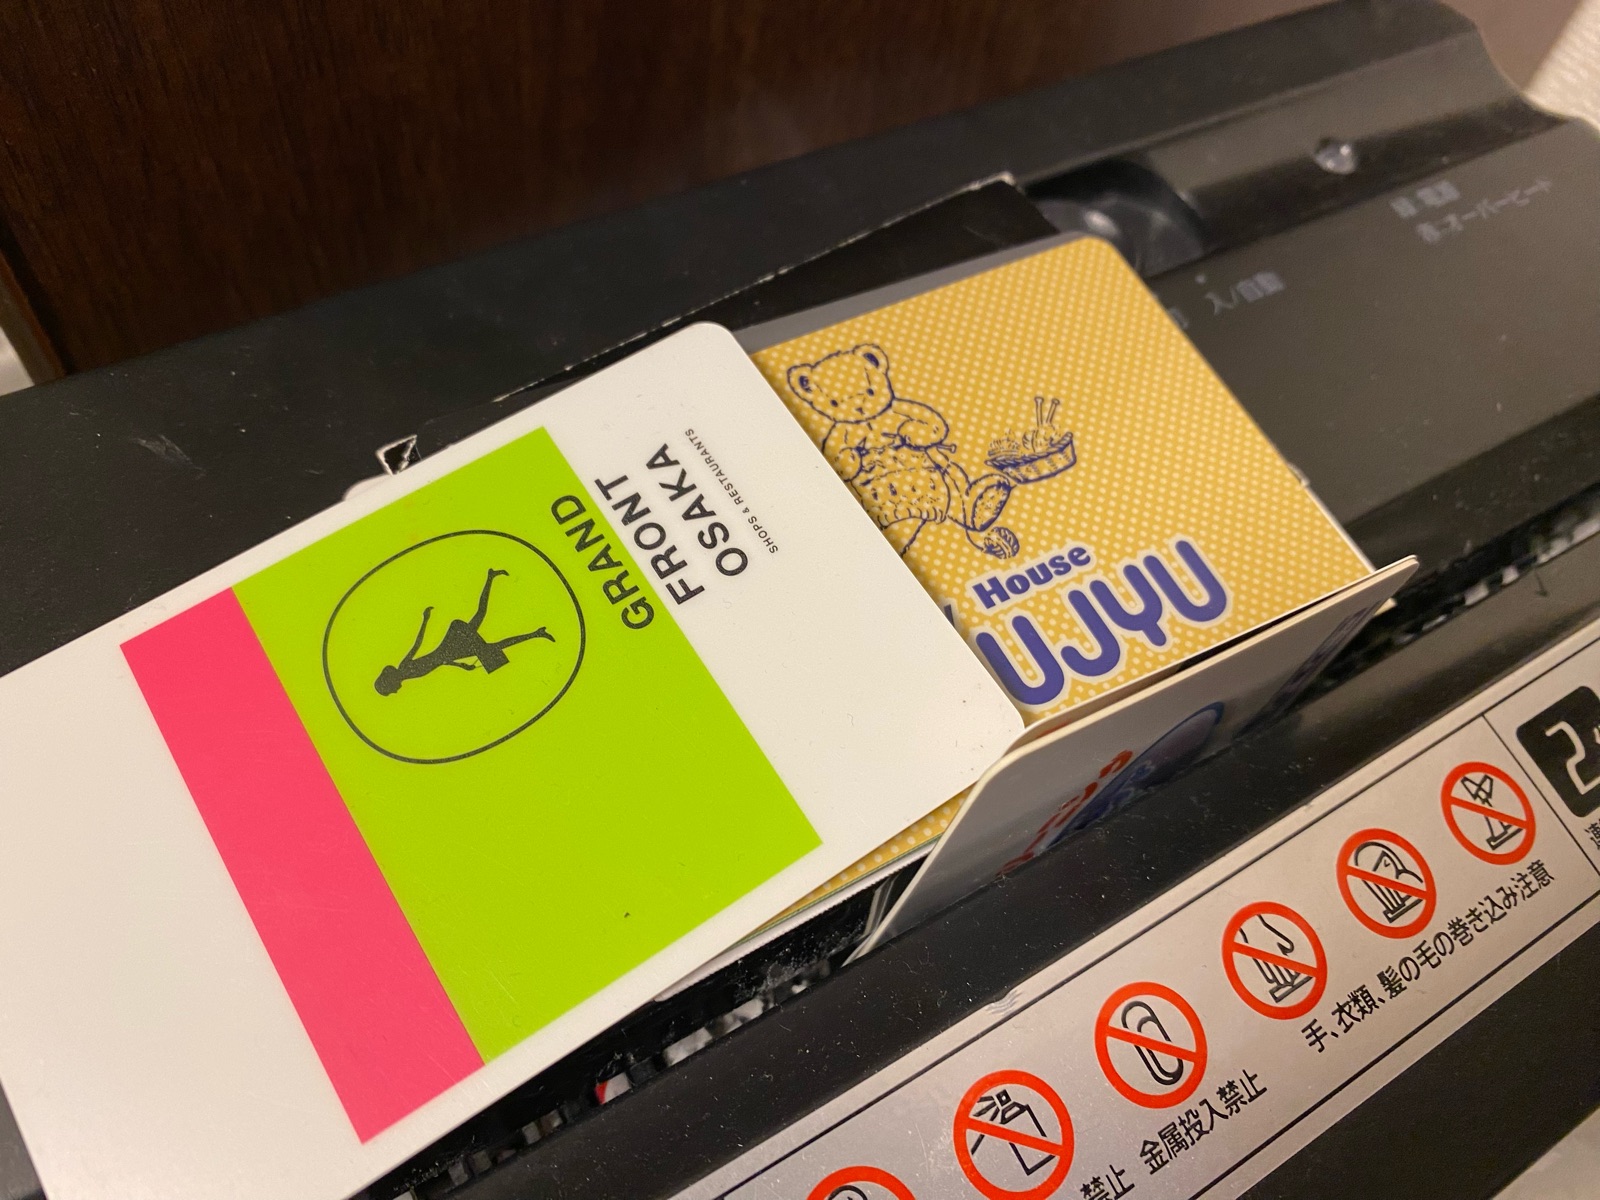 GRAND
FRONT
OSAKA
SHOPS & RESTAURANTS
House
UJYU
入/自動
手、衣類、髪の毛の巻き込み注意
金属投入禁止
禁止
2